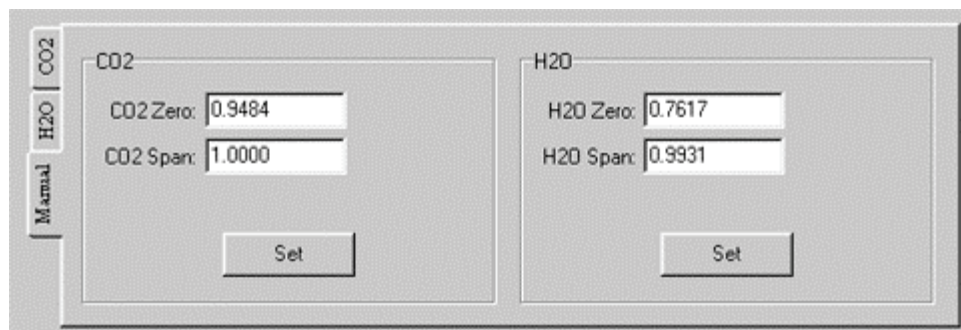 CO2
H2O
Manual
CO2
CO2 Zero: 0.9484
CO2 Span: 1.0000
Set
H2O
H2O Zero: 0.7617
H2O Span: 0.9931
Set